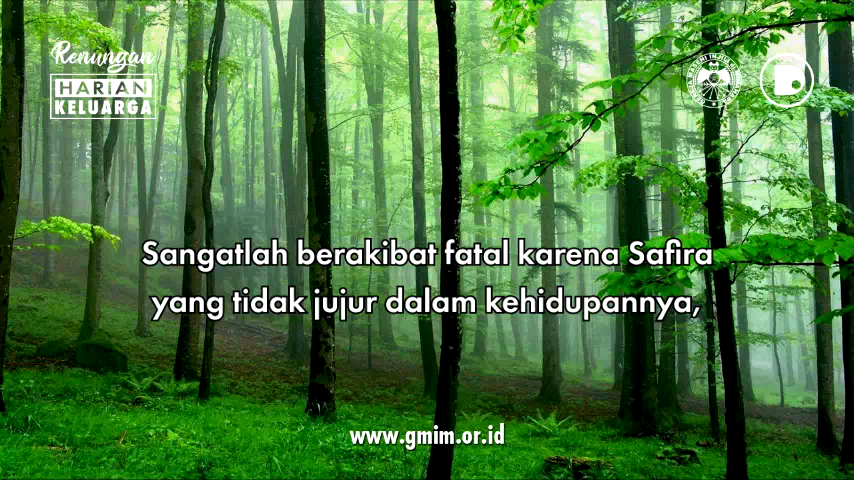 Renungan
HARIAN
KELUARGA
Sangatlah berakibat fatal karena Safira
yang tidak jujur dalam kehidupannya,
www.gmim.or.id